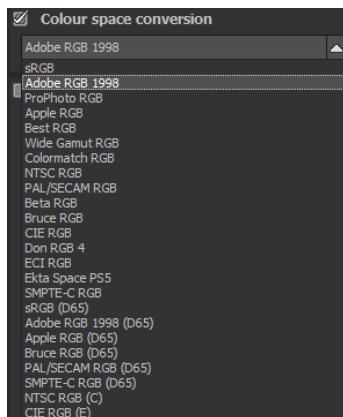 Colour space conversion
Adobe RGB 1998
sRGB
Adobe RGB 1998
ProPhoto RGB
Apple RGB
Best RGB
Wide Gamut RGB
Colormatch RGB
NTSC RGB
PAL/SECAM RGB
Beta RGB
Bruce RGB
CIE RGB
Don RGB 4
ECI RGB
Ekta Space PS5
SMPTE-C RGB
sRGB (D65)
Adobe RGB 1998 (D65)
Apple RGB (D65)
Bruce RGB (D65)
PAL/SECAM RGB (D65)
SMPTE-C RGB (D65)
NTSC RGB (C)
CIE RGB (E)